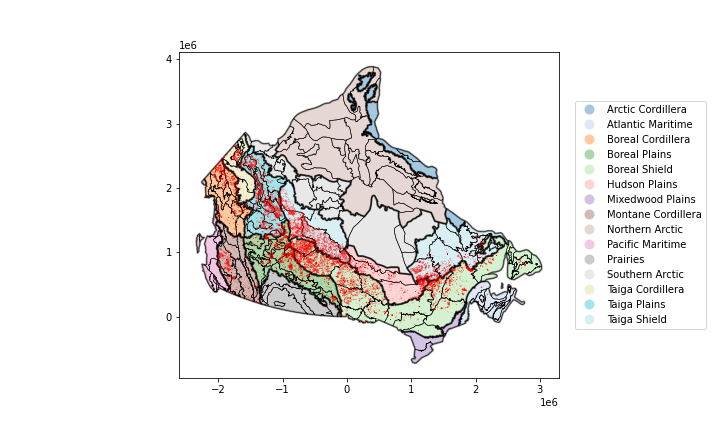 1e6
4
3
2
1
0
−2
−1
0
1
2
3
1e6
Arctic Cordillera
Atlantic Maritime
Boreal Cordillera
Boreal Plains
Boreal Shield
Hudson Plains
Mixedwood Plains
Montane Cordillera
Northern Arctic
Pacific Maritime
Prairies
Southern Arctic
Taiga Cordillera
Taiga Plains
Taiga Shield